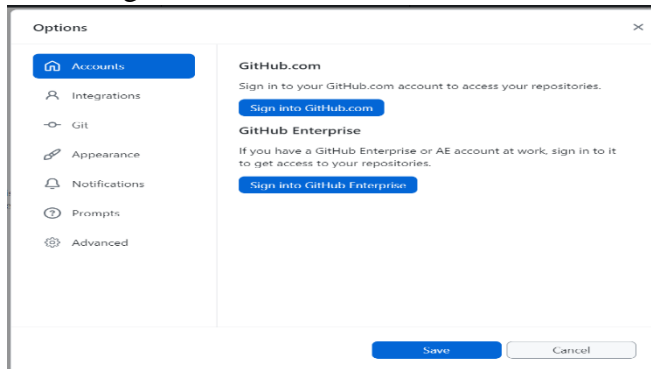 Options
Accounts
Integrations
Git
Appearance
Notifications
Prompts
Advanced
GitHub.com
Sign in to your GitHub.com account to access your repositories.
Sign into GitHub.com
GitHub Enterprise
If you have a GitHub Enterprise or AE account at work, sign in to it
to get access to your repositories.
Sign into GitHub Enterprise
Save
Cancel